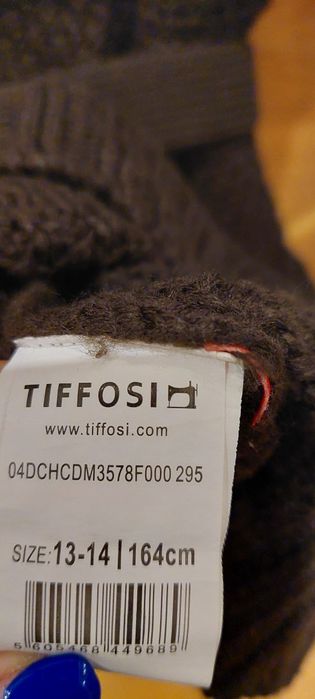 TIFFOSI
www.tiffosi.com
04DCHCDM3578F000 295
SIZE: 13-14 | 164cm
5 605468 449689